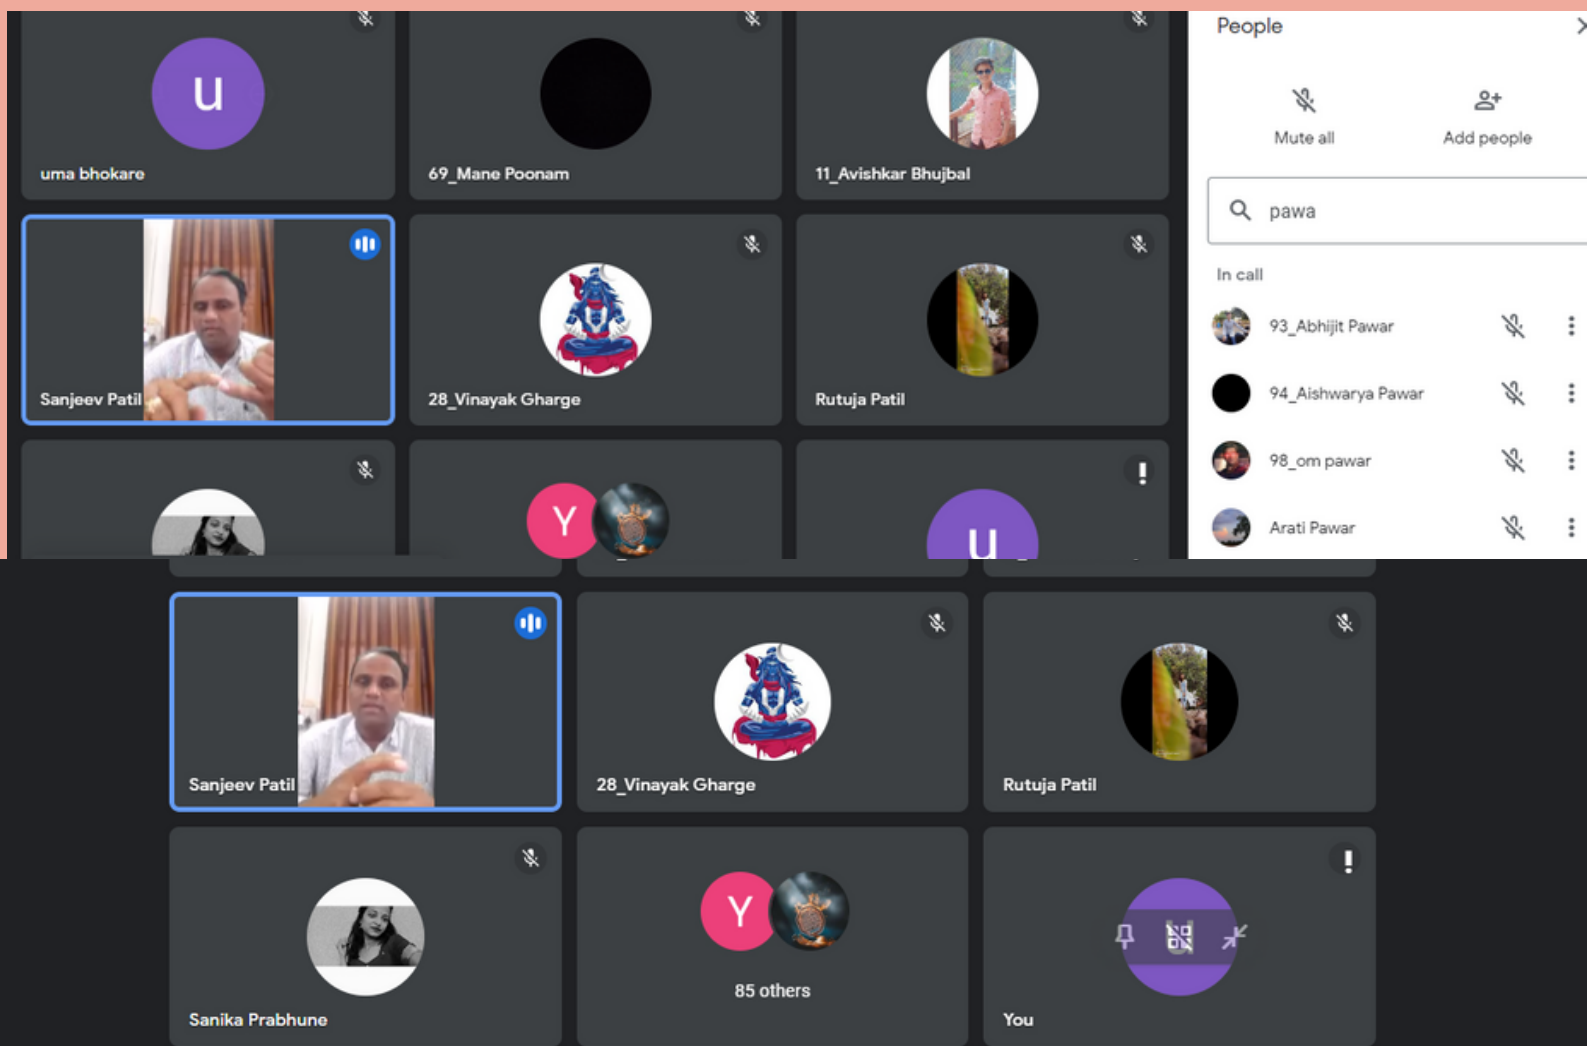 u
uma bhokare
69_Mane Poonam
11_Avishkar Bhujbal
Sanjeev Patil
28_Vinayak Gharge
Rutuja Patil
Y
u
People
Mute all
Add people
pawa
In call
93_Abhijit Pawar
94_Aishwarya Pawar
98_om pawar
Arati Pawar
Sanjeev Patil
28_Vinayak Gharge
Rutuja Patil
Sanika Prabhune
Y
85 others
You